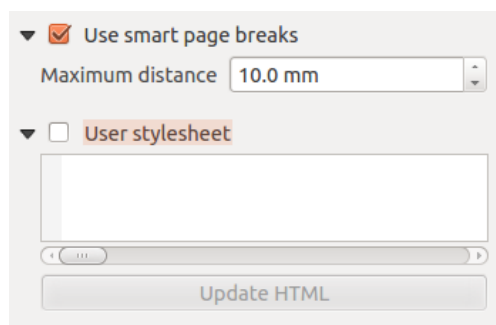 Use smart page breaks
Maximum distance 10.0 mm
User stylesheet
Update HTML